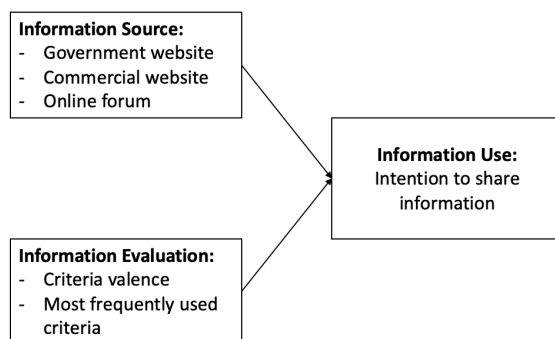 Information Source:
- Government website
- Commercial website
- Online forum
Information Use:
Intention to share
information
Information Evaluation:
- Criteria valence
- Most frequently used
criteria